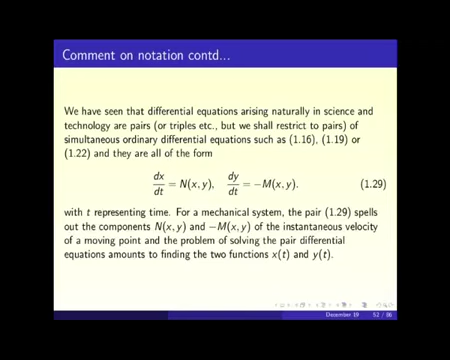 Comment on notation contd...
We have seen that differential equations arising naturally in science and
technology are pairs (or triples etc., but we shall restrict to pairs) of
simultaneous ordinary differential equations such as (1.16), (1.19) or
(1.22) and they are all of the form
dx/dt = N(x, y), dy/dt = −M(x, y). (1.29)
with t representing time. For a mechanical system, the pair (1.29) spells
out the components N(x, y) and −M(x, y) of the instantaneous velocity
of a moving point and the problem of solving the pair differential
equations amounts to finding the two functions x(t) and y(t).
December 19 52 / 86